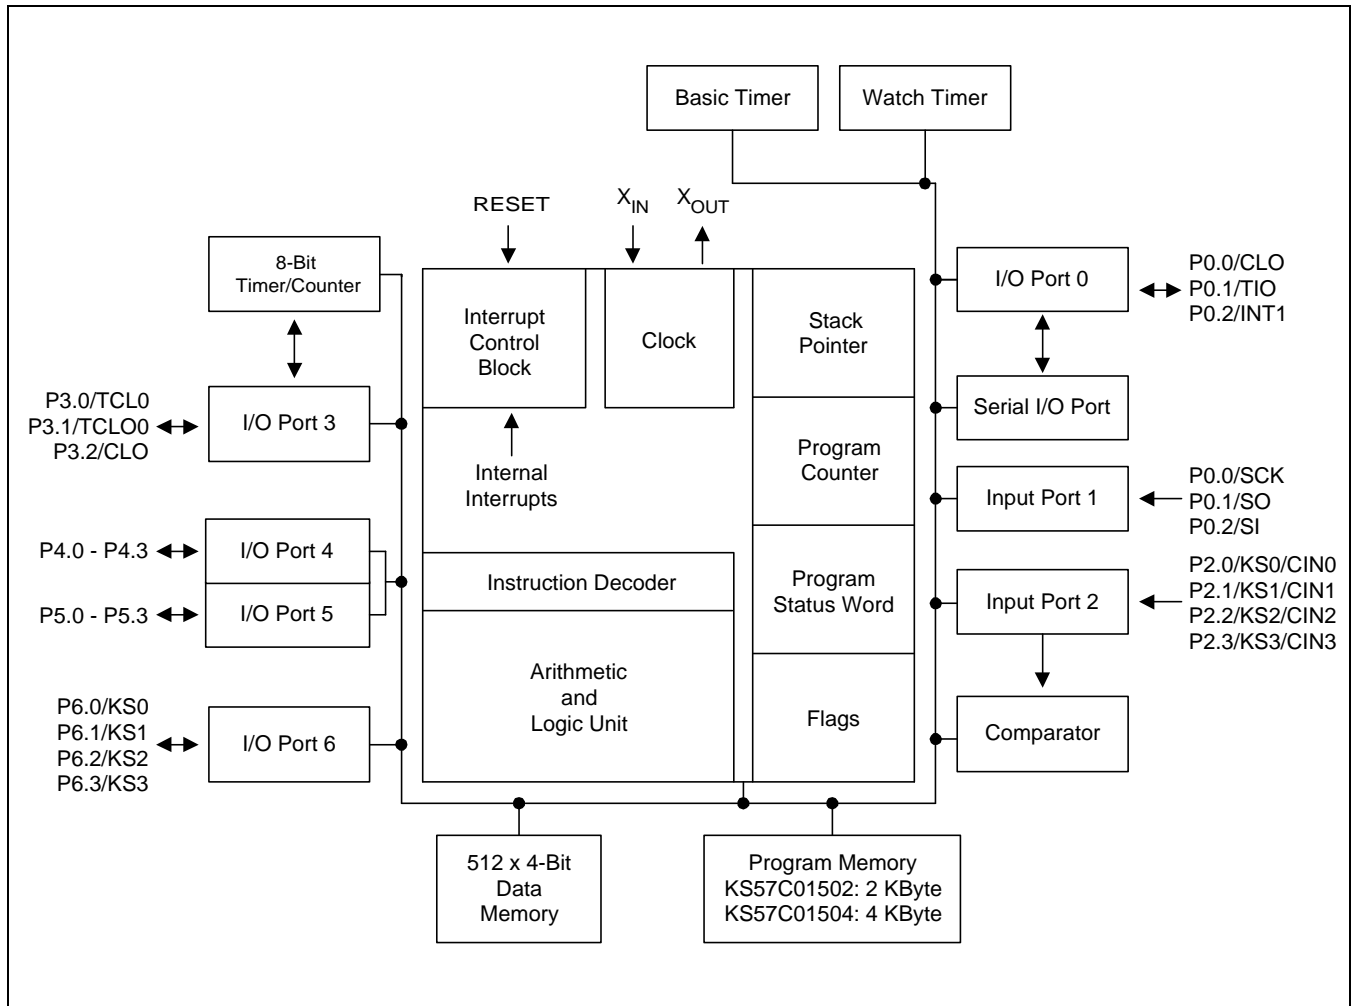 Basic Timer
Watch Timer
RESET
XIN
XOUT
8-Bit
Timer/Counter
I/O Port 0
P0.0/CLO
P0.1/TIO
P0.2/INT1
Interrupt
Control
Block
Clock
Stack
Pointer
P3.0/TCL0
P3.1/TCLO0
P3.2/CLO
I/O Port 3
Serial I/O Port
Internal
Interrupts
Program
Counter
Input Port 1
P0.0/SCK
P0.1/SO
P0.2/SI
P4.0 - P4.3
I/O Port 4
P5.0 - P5.3
I/O Port 5
Instruction Decoder
Program
Status Word
Input Port 2
P2.0/KS0/CIN0
P2.1/KS1/CIN1
P2.2/KS2/CIN2
P2.3/KS3/CIN3
P6.0/KS0
P6.1/KS1
P6.2/KS2
P6.3/KS3
I/O Port 6
Arithmetic
and
Logic Unit
Flags
Comparator
512 x 4-Bit
Data
Memory
Program Memory
KS57C01502: 2 KByte
KS57C01504: 4 KByte